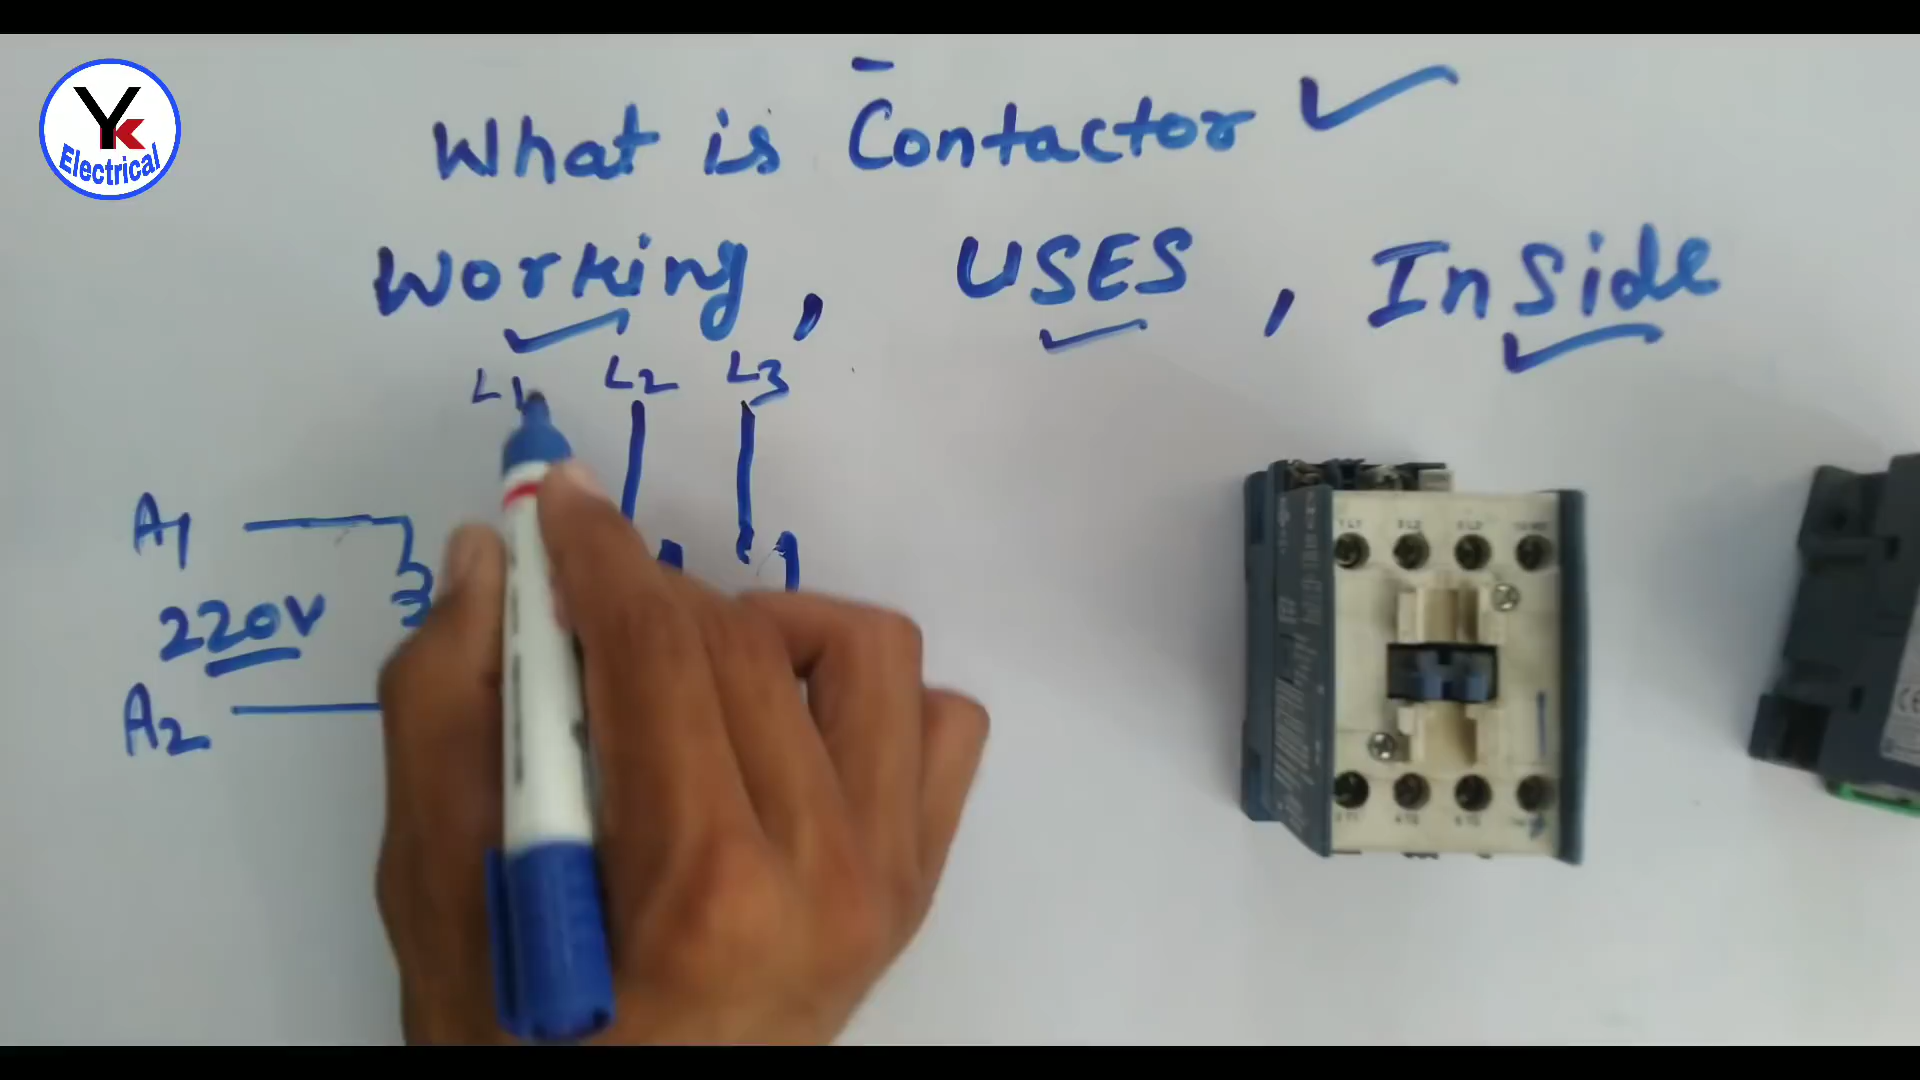 YK
Electrical
What is Contactor
Working, USES, Inside
L1 L2 L3
A1
220V
A2